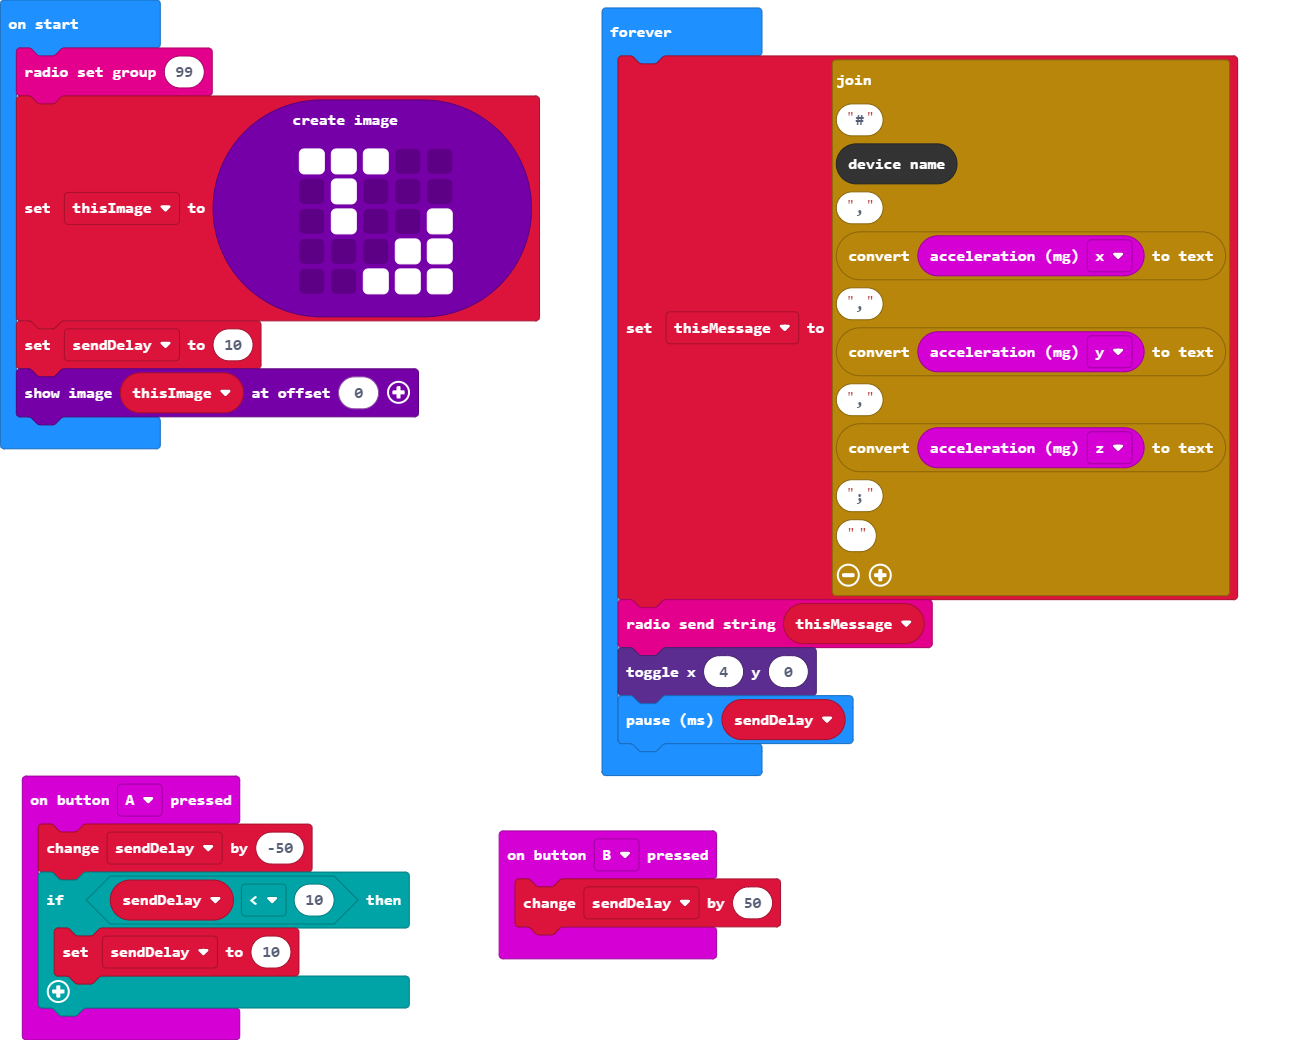 on start
radio set group 99
set thisImage to create image
set sendDelay to 10
show image thisImage at offset 0
forever
set thisMessage to
join
"#"
device name
","
convert acceleration (mg) x to text
","
convert acceleration (mg) y to text
","
convert acceleration (mg) z to text
";"
" "
radio send string thisMessage
toggle x 4 y 0
pause (ms) sendDelay
on button A pressed
change sendDelay by -50
if sendDelay < 10 then
set sendDelay to 10
on button B pressed
change sendDelay by 50